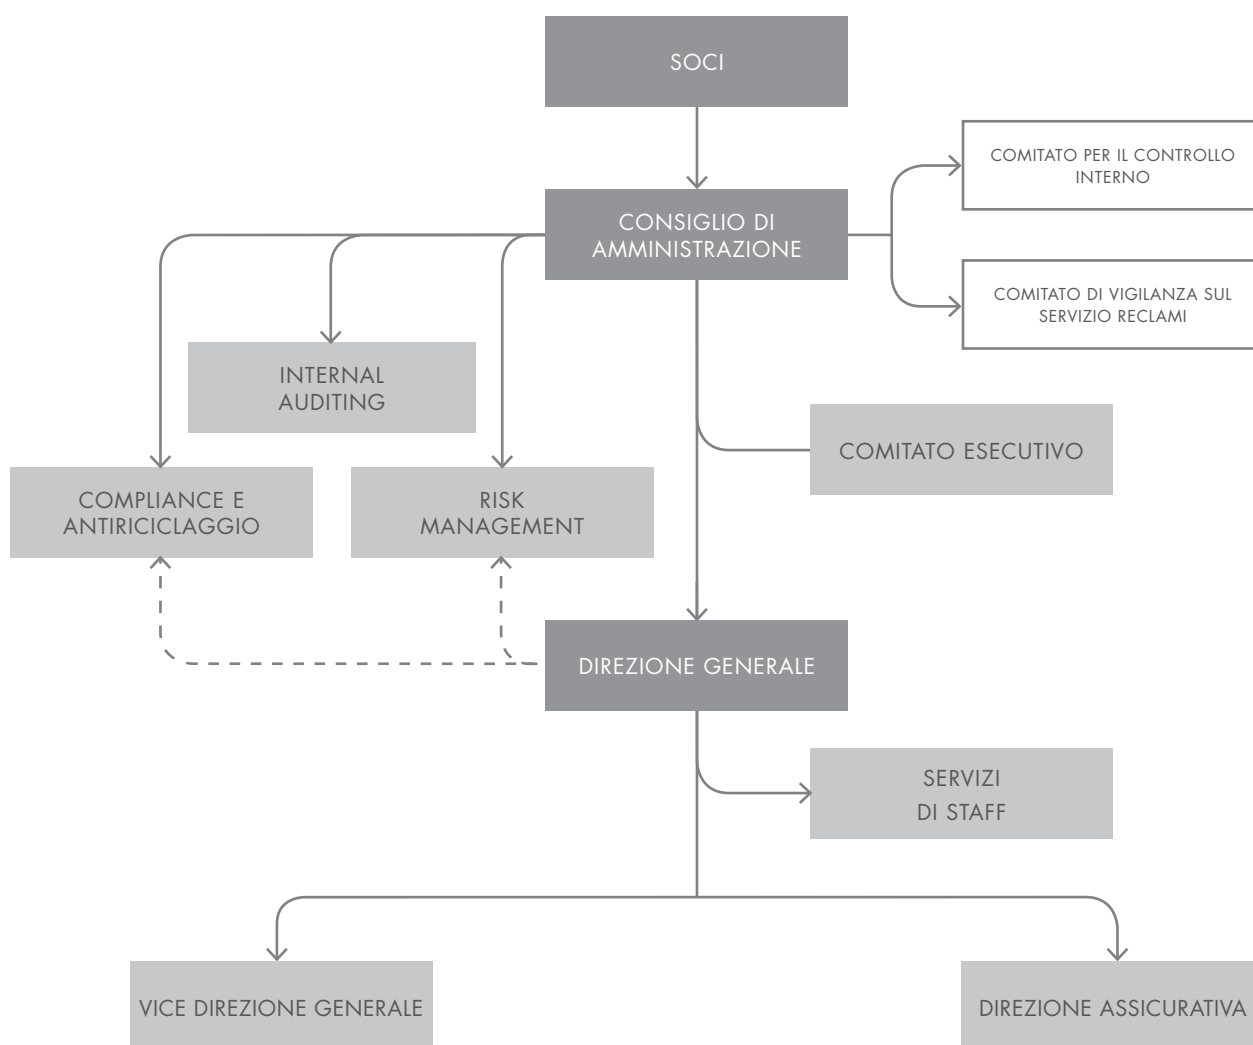 SOCI
COMITATO PER IL CONTROLLO
INTERNO
CONSIGLIO DI
AMMINISTRAZIONE
COMITATO DI VIGILANZA SUL
SERVIZIO RECLAMI
INTERNAL
AUDITING
COMITATO ESECUTIVO
COMPLIANCE E
ANTIRICICLAGGIO
RISK
MANAGEMENT
DIREZIONE GENERALE
SERVIZI
DI STAFF
VICE DIREZIONE GENERALE
DIREZIONE ASSICURATIVA